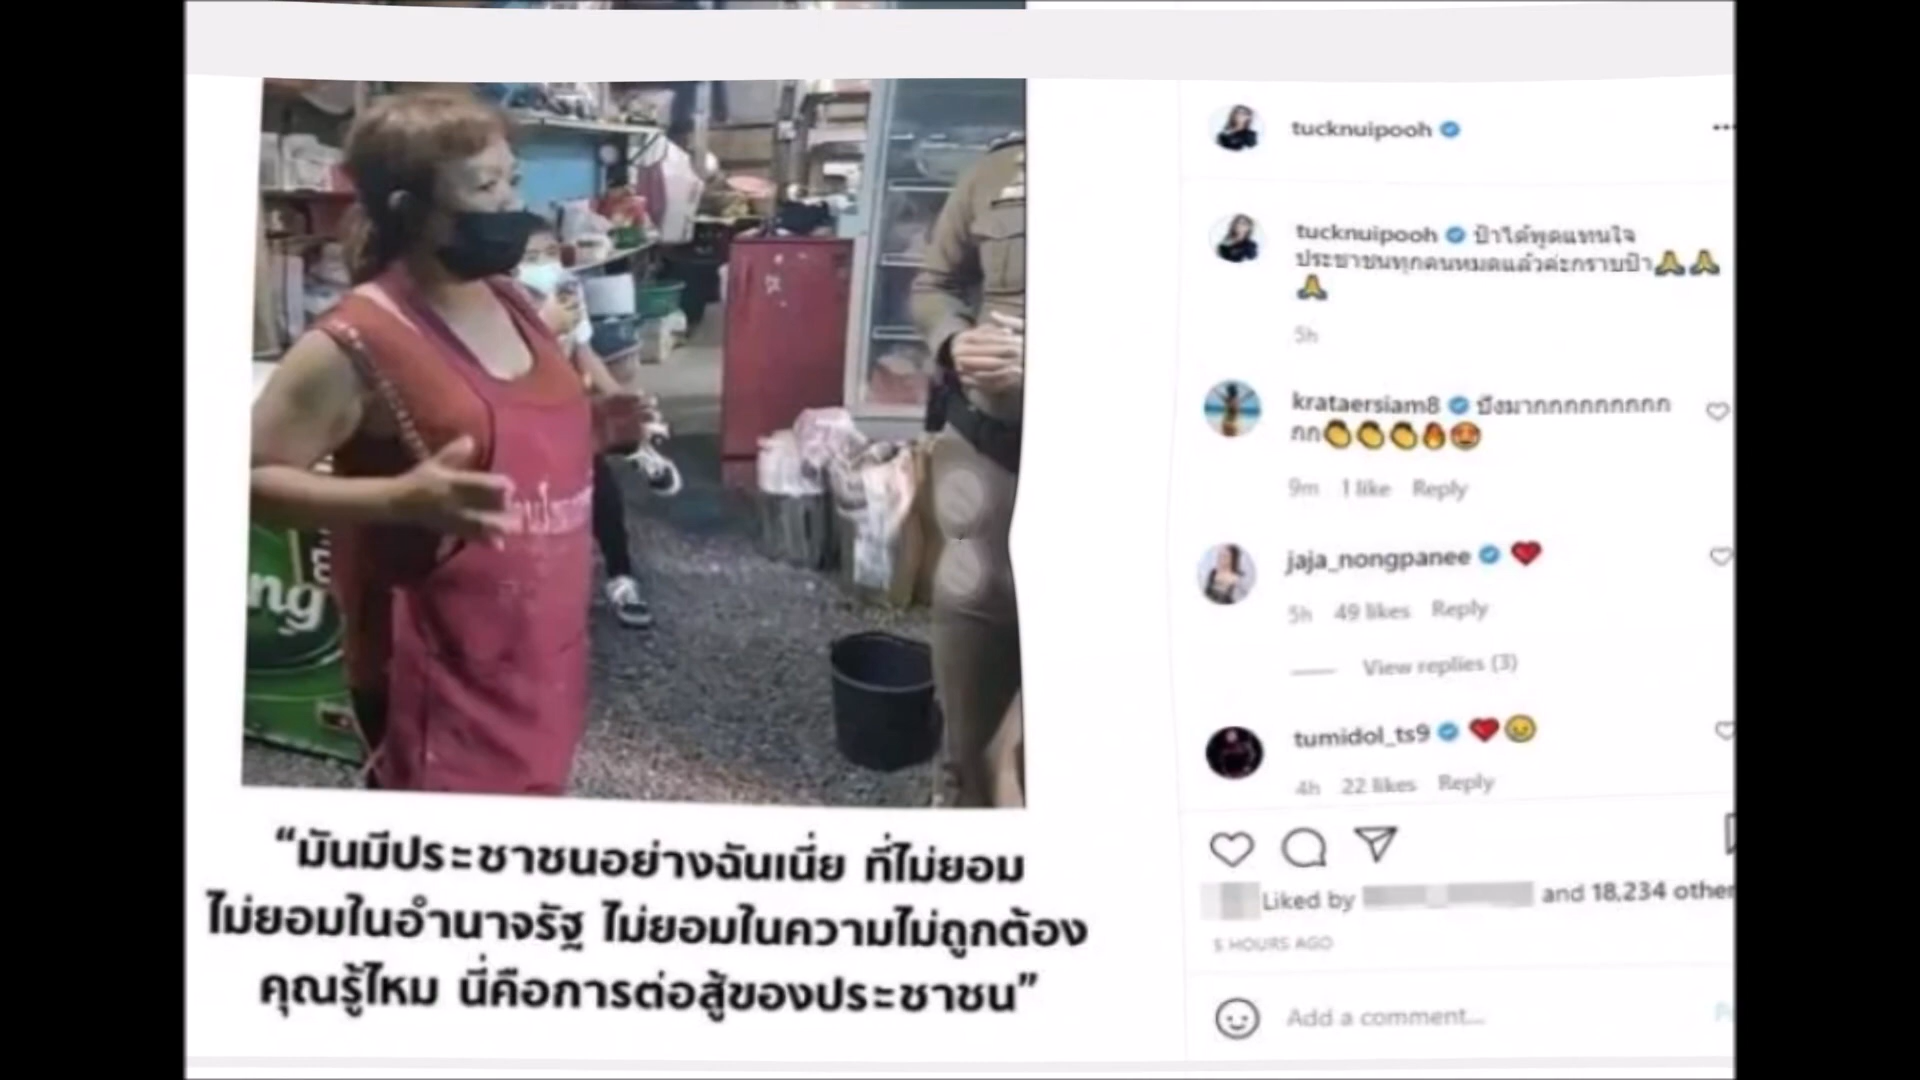 tucknuipooh
tucknuipooh ป้าได้พูดแทนใจ
ประชาชนทุกคนหมดแล้วค่ะกราบป้า🙏🙏
🙏
5h
kratae​rsiam8 ปังมากกกกกกกกกก
กก👏👏👏🔥😍
9m 1 like Reply
jaja_nongpanee ❤️
5h 49 likes Reply
View replies (3)
tumidol_ts9 ❤️
4h 22 likes Reply
Liked by and 18,234 other
5 HOURS AGO
Add a comment...
ng
“มันมีประชาชนอย่างฉันเนี่ย ที่ไม่ยอม
ไม่ยอมในอำนาจรัฐ ไม่ยอมในความไม่ถูกต้อง
คุณรู้ไหม นี่คือการต่อสู้ของประชาชน”